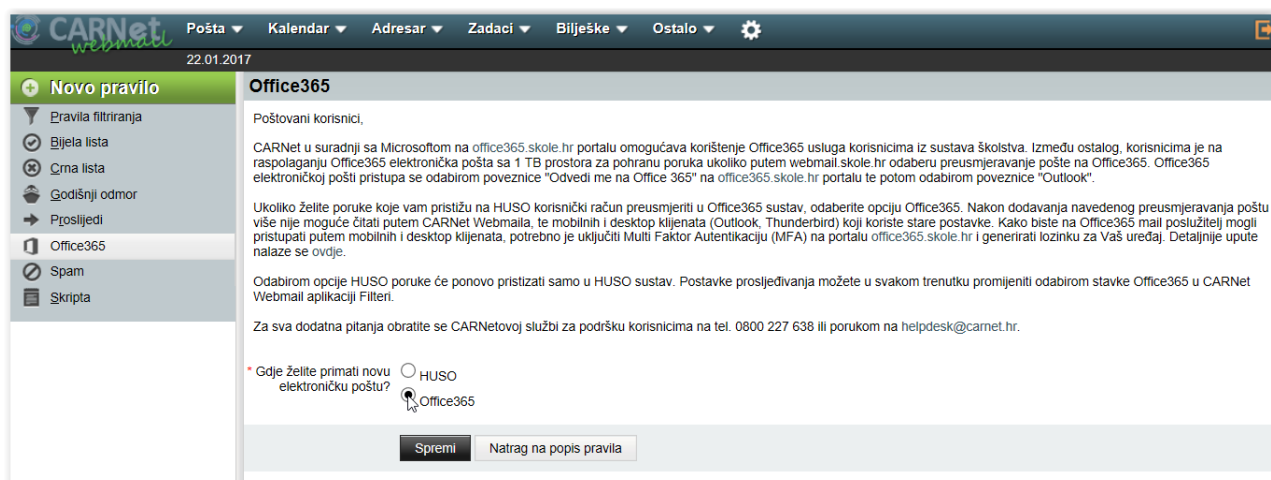 CARNet webmail
Pošta Kalendar Adresar Zadaci Bilješke Ostalo
22.01.2017
Novo pravilo
Pravila filtriranja
Bijela lista
Crna lista
Godišnji odmor
Proslijedi
Office365
Spam
Skripta
Office365
Poštovani korisnici,
CARNet u suradnji sa Microsoftom na office365.skole.hr portalu omogućava korištenje Office365 usluga korisnicima iz sustava školstva. Između ostalog, korisnicima je na
raspolaganju Office365 elektronička pošta sa 1 TB prostora za pohranu poruka ukoliko putem webmail.skole.hr odaberu preusmjeravanje pošte na Office365. Office365
elektroničkoj pošti pristupa se odabirom poveznice "Odvedi me na Office 365" na office365.skole.hr portalu te potom odabirom poveznice "Outlook".
Ukoliko želite poruke koje vam pristižu na HUSO korisnički račun preusmjeriti u Office365 sustav, odaberite opciju Office365. Nakon dodavanja navedenog preusmjeravanja poštu
više nije moguće čitati putem CARNet Webmaila, te mobilnih i desktop klijenata (Outlook, Thunderbird) koji koriste stare postavke. Kako biste na Office365 mail poslužitelj mogli
pristupati putem mobilnih i desktop klijenata, potrebno je uključiti Multi Faktor Autentikaciju (MFA) na portalu office365.skole.hr i generirati lozinku za Vaš uređaj. Detaljnije upute
nalaze se ovdje.
Odabirom opcije HUSO poruke će ponovo pristizati samo u HUSO sustav. Postavke prosljeđivanja možete u svakom trenutku promijeniti odabirom stavke Office365 u CARNet
Webmail aplikaciji Filteri.
Za sva dodatna pitanja obratite se CARNetovoj službi za podršku korisnicima na tel. 0800 227 638 ili porukom na helpdesk@carnet.hr.
* Gdje želite primati novu
elektroničku poštu?
HUSO
Office365
Spremi Natrag na popis pravila